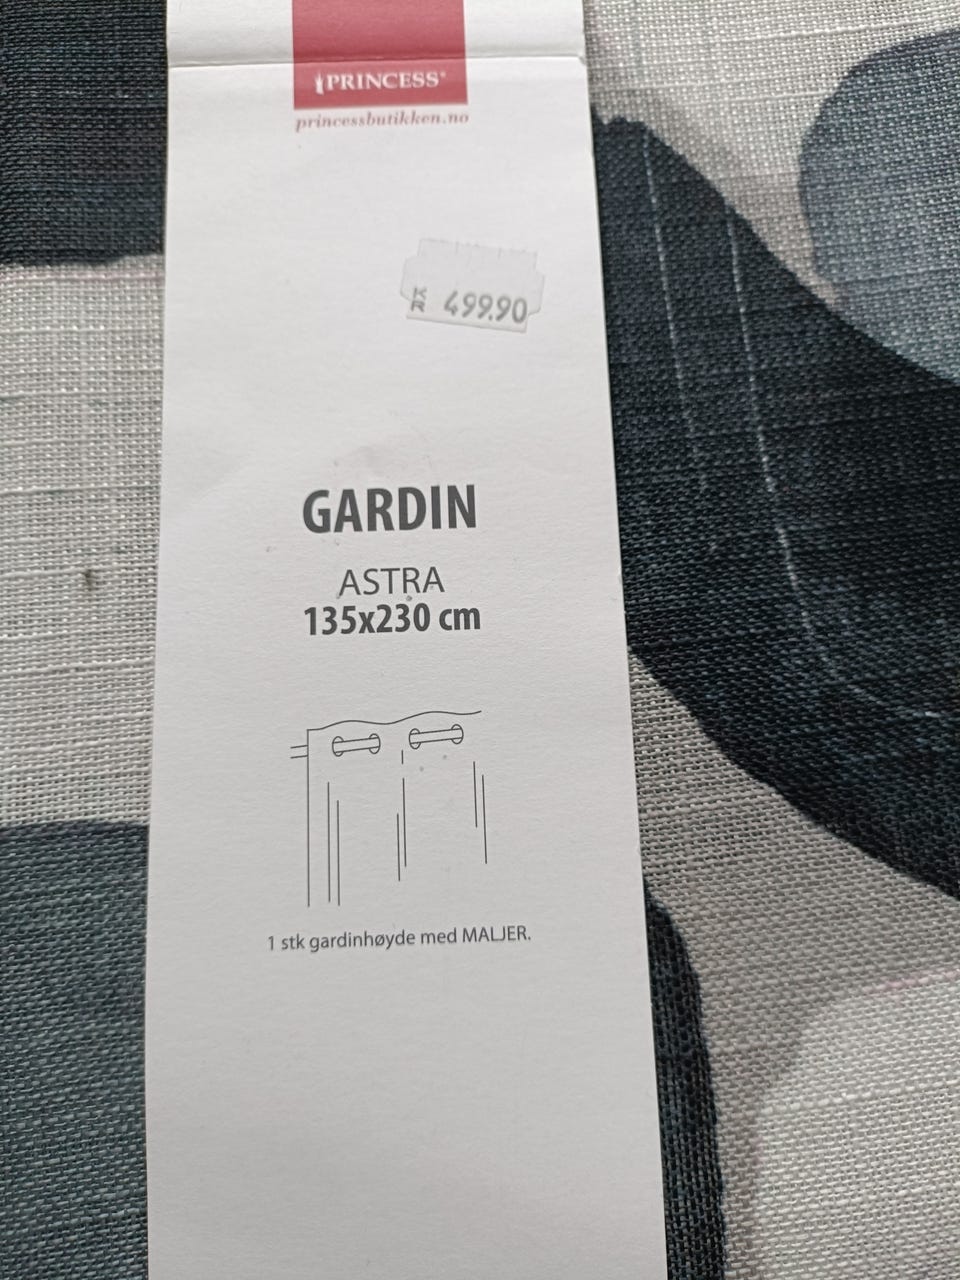 PRINCESS®
princessbutikken.no
KR 499.90
GARDIN
ASTRA
135x230 cm
1 stk gardinhøyde med MALJER.